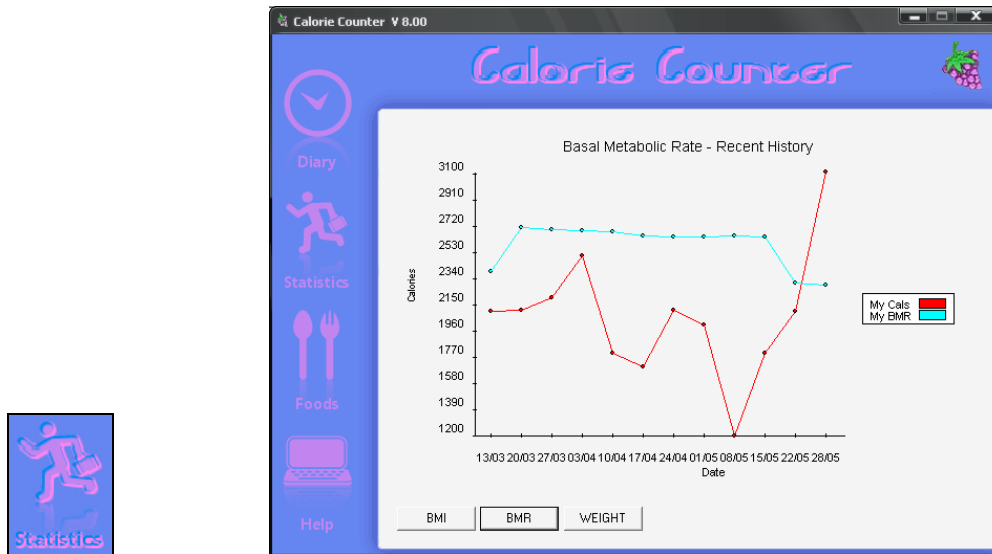 Calorie Counter V 8.00
Calorie Counter
Diary
Statistics
Foods
Help
Basal Metabolic Rate - Recent History
3100
2910
2720
2530
2340
2150
1960
1770
1580
1390
1200
Calories
13/03 20/03 27/03 03/04 10/04 17/04 24/04 01/05 08/05 15/05 22/05 28/05
Date
My Cals
My BMR
BMI BMR WEIGHT
Statistics